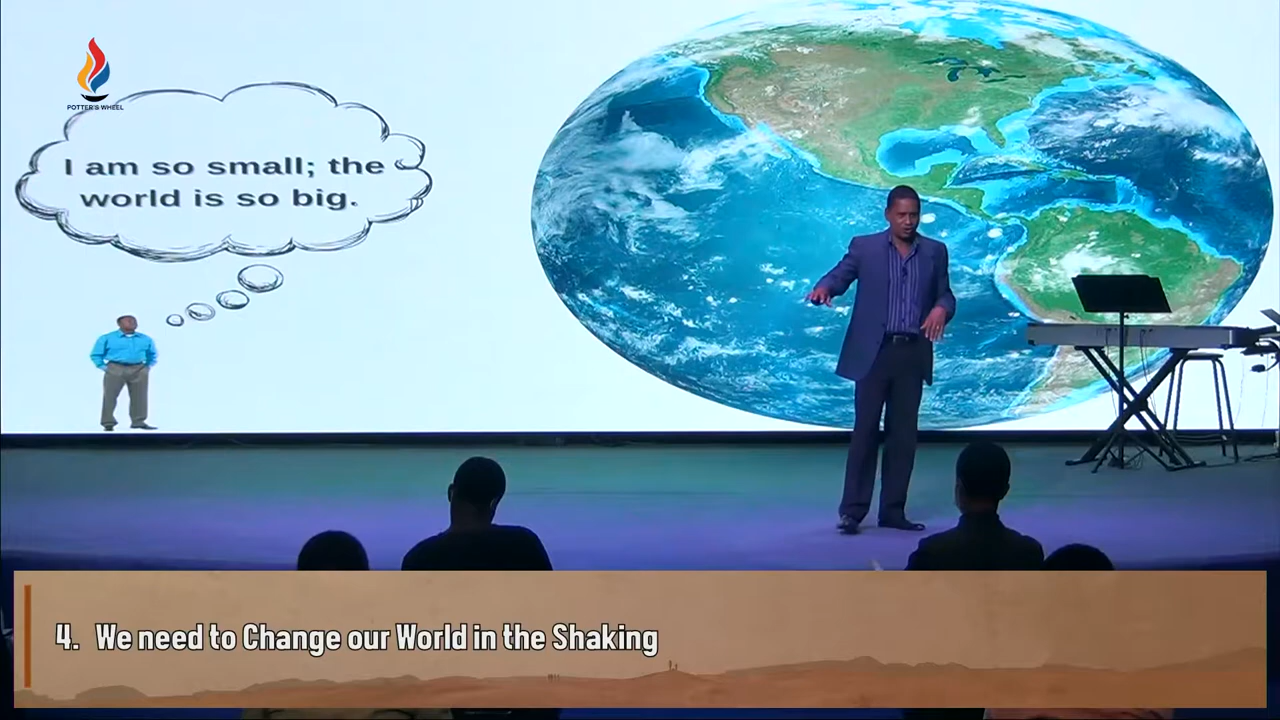 POTTER'S WHEEL
I am so small; the
world is so big.
4. We need to Change our World in the Shaking